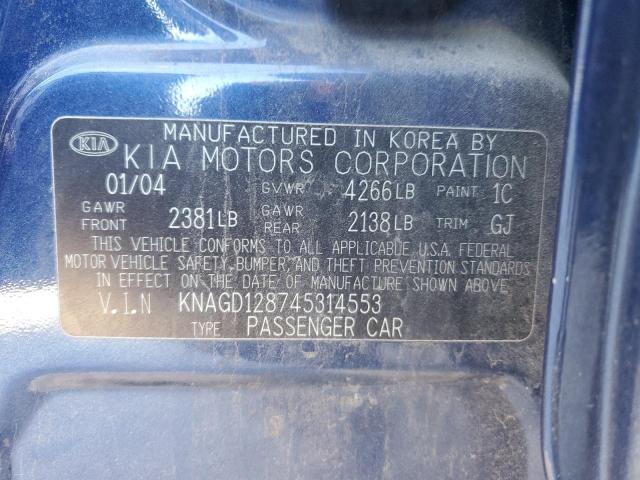 MANUFACTURED IN KOREA BY
KIA KIA MOTORS CORPORATION
01/04 GVWR 4266LB PAINT 1C
GAWR FRONT 2381LB GAWR REAR 2138LB TRIM GJ
THIS VEHICLE CONFORMS TO ALL APPLICABLE U.S.A. FEDERAL
MOTOR VEHICLE SAFETY, BUMPER, AND THEFT PREVENTION STANDARDS
IN EFFECT ON THE DATE OF MANUFACTURE SHOWN ABOVE.
V.I.N KNAGD128745314553
TYPE PASSENGER CAR